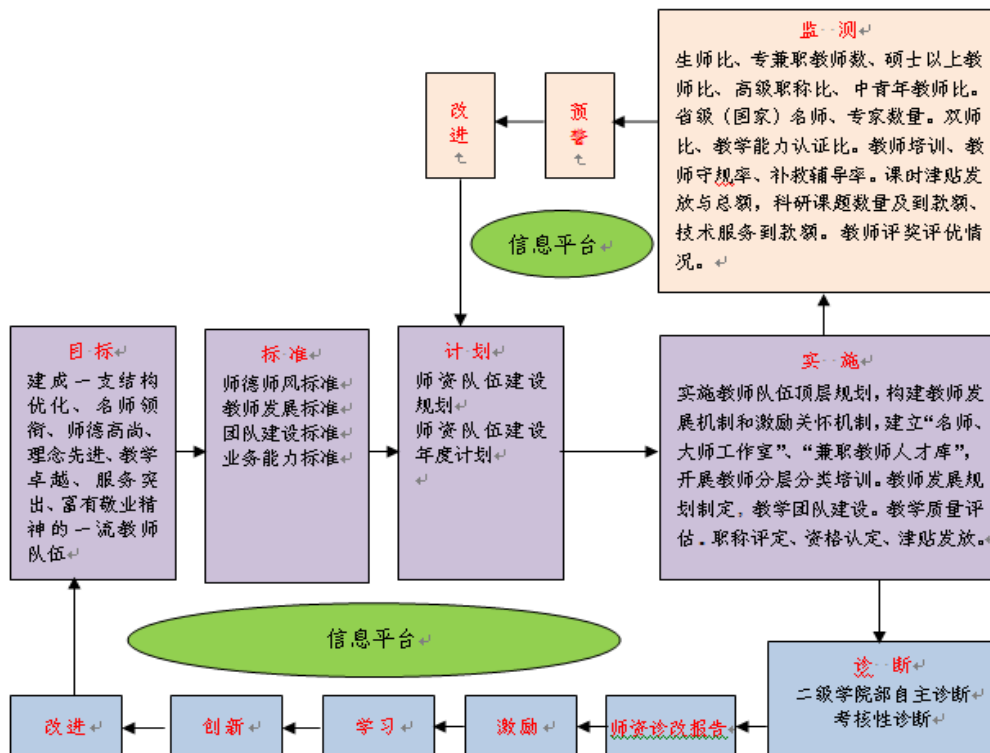 监 测
生师比、专兼职教师数、硕士以上教
师比、高级职称比、中青年教师比。
省级（国家）名师、专家数量。双师
比、教学能力认证比。教师培训、教
师守规率、补救辅导率。课时津贴发
放与总额，科研课题数量及到款额、
技术服务到款额。教师评奖评优情
况。
预
警
改
进
信息平台
目标
建成一支结构
优化、名师领
衔、师德高尚、
理念先进、教学
卓越、服务突
出、富有敬业精
神的一流教师
队伍
标准
师德师风标准
教师发展标准
团队建设标准
业务能力标准
计划
师资队伍建设
规划
师资队伍建设
年度计划
实 施
实施教师队伍顶层规划，构建教师发
展机制和激励关怀机制，建立“名师、
大师工作室”、“兼职教师人才库”，
开展教师分层分类培训。教师发展规
划制定，教学团队建设。教学质量评
估．职称评定、资格认定、津贴发放。
信息平台
诊 断
二级学院部自主诊断
考核性诊断
师资诊改报告
激励
学习
创新
改进